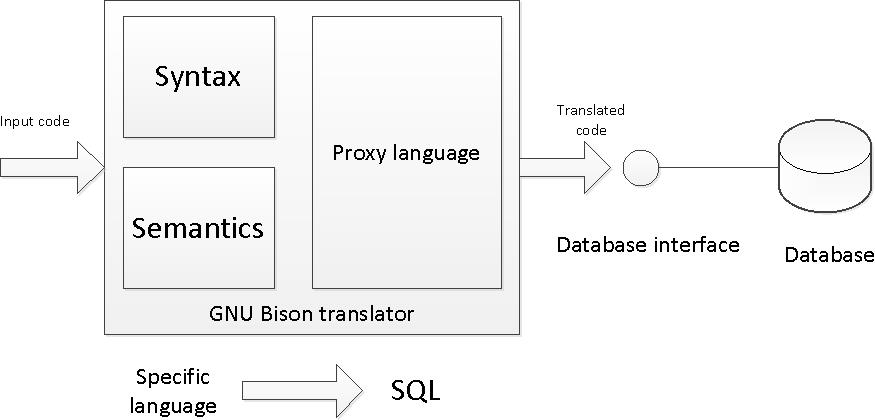 Input code
Syntax
Semantics
Proxy language
GNU Bison translator
Translated
code
Database interface
Database
Specific
language
SQL